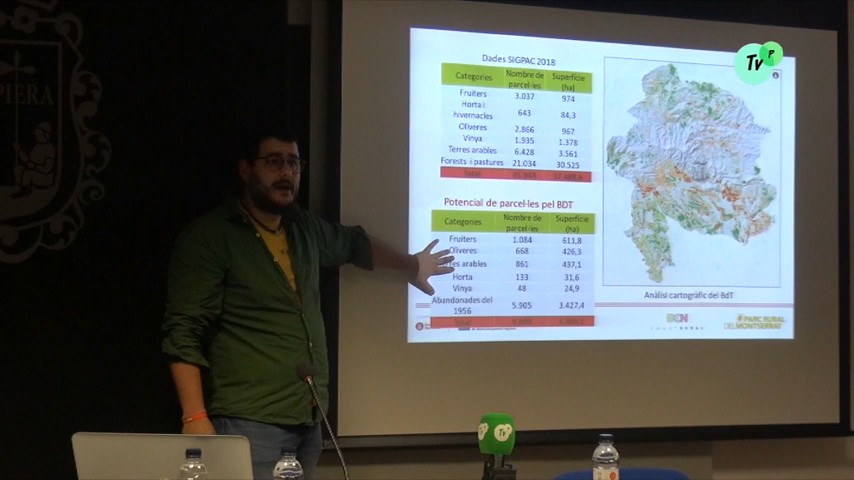 PIERA
Tv P
Dades SIGPAC 2018
Categories Nombre de parcel·les Superfície (ha)
Fruiters 3.037 974
Horta i hivernacles 643 84,3
Oliveres 2.866 967
Vinya 1.935 1.378
Terres arables 6.428 3.561
Forests i pastures 21.034 30.525
Total
Potencial de parcel·les pel BDT
Categories Nombre de parcel·les Superfície (ha)
Fruiters 1.084 611,8
Oliveres 668 426,3
arables 861 437,1
Horta 133 31,6
Vinya 48 24,9
Abandonades del 1956 5.905 3.427,4
Total
Anàlisi cartogràfic del BdT
BCN
SMART RURAL
PARC RURAL
DEL MONTSERRAT
Tv